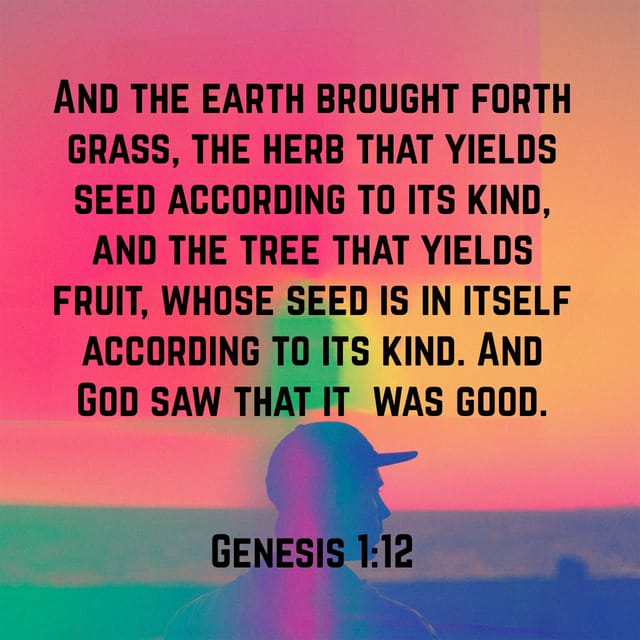 And the earth brought forth
grass, the herb that yields
seed according to its kind,
and the tree that yields
fruit, whose seed is in itself
according to its kind. And
God saw that it  was good.
Genesis 1:12